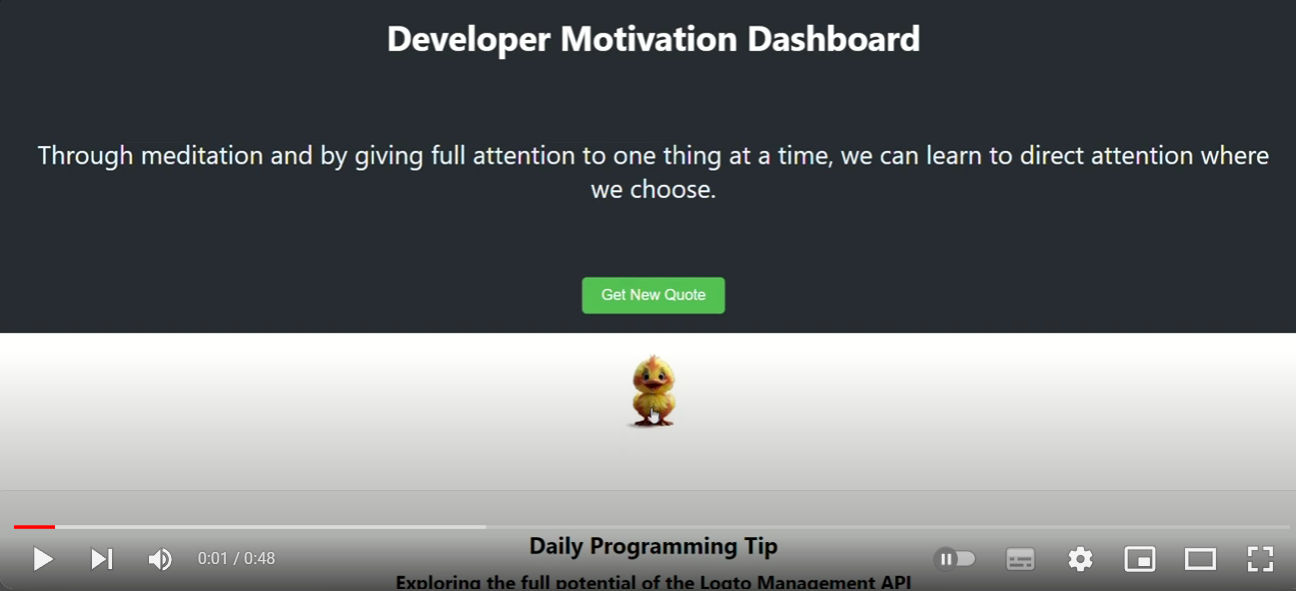 Developer Motivation Dashboard
Through meditation and by giving full attention to one thing at a time, we can learn to direct attention where
we choose.
Get New Quote
0:01 / 0:48
Daily Programming Tip
Exploring the full potential of the Logto Management API